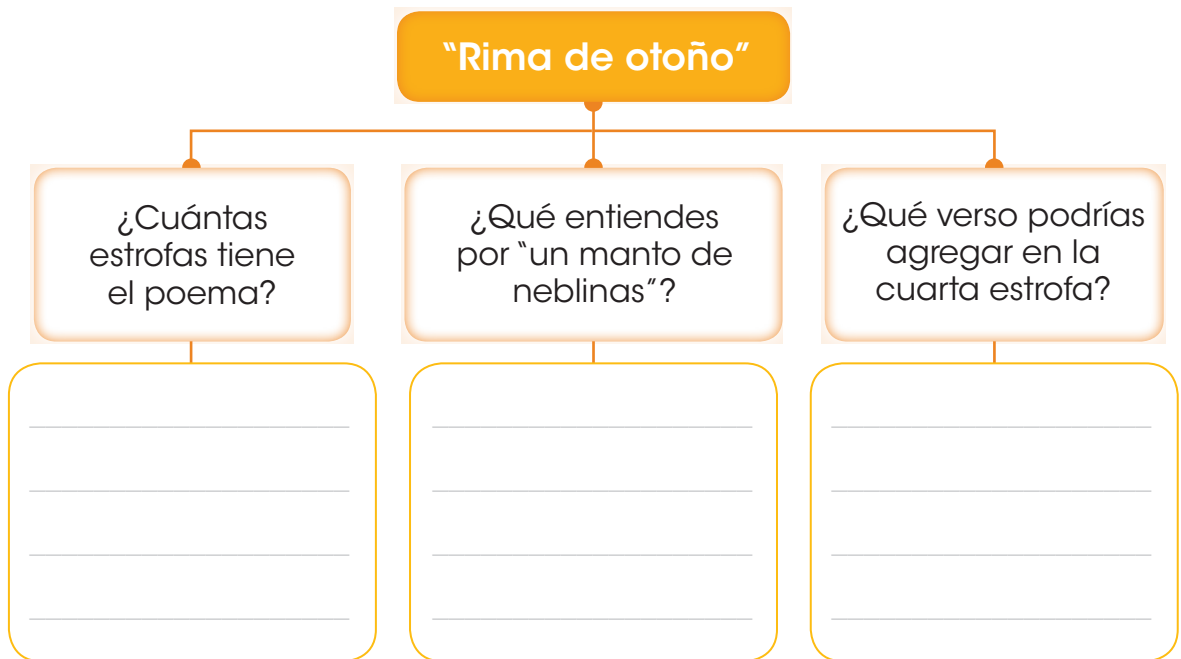 “Rima de otoño”
¿Cuántas
estrofas tiene
el poema?
¿Qué entiendes
por “un manto de
neblinas”?
¿Qué verso podrías
agregar en la
cuarta estrofa?